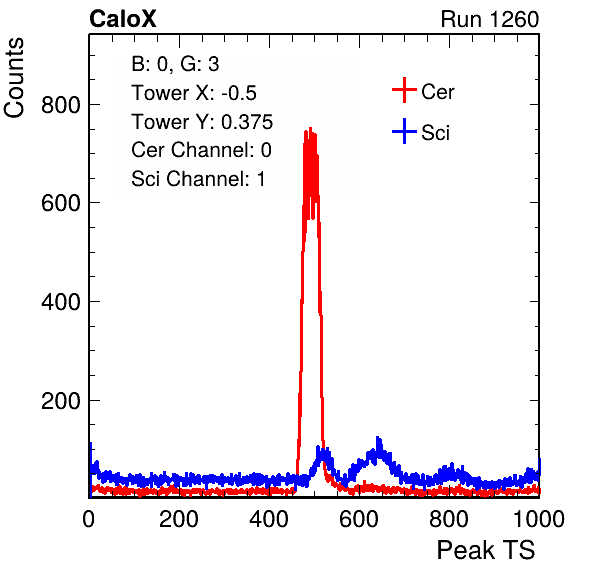 CaloX Run 1260
Counts
B: 0, G: 3
Tower X: -0.5
Tower Y: 0.375
Cer Channel: 0
Sci Channel: 1
Cer
Sci
800
600
400
200
0 200 400 600 800 1000
Peak TS